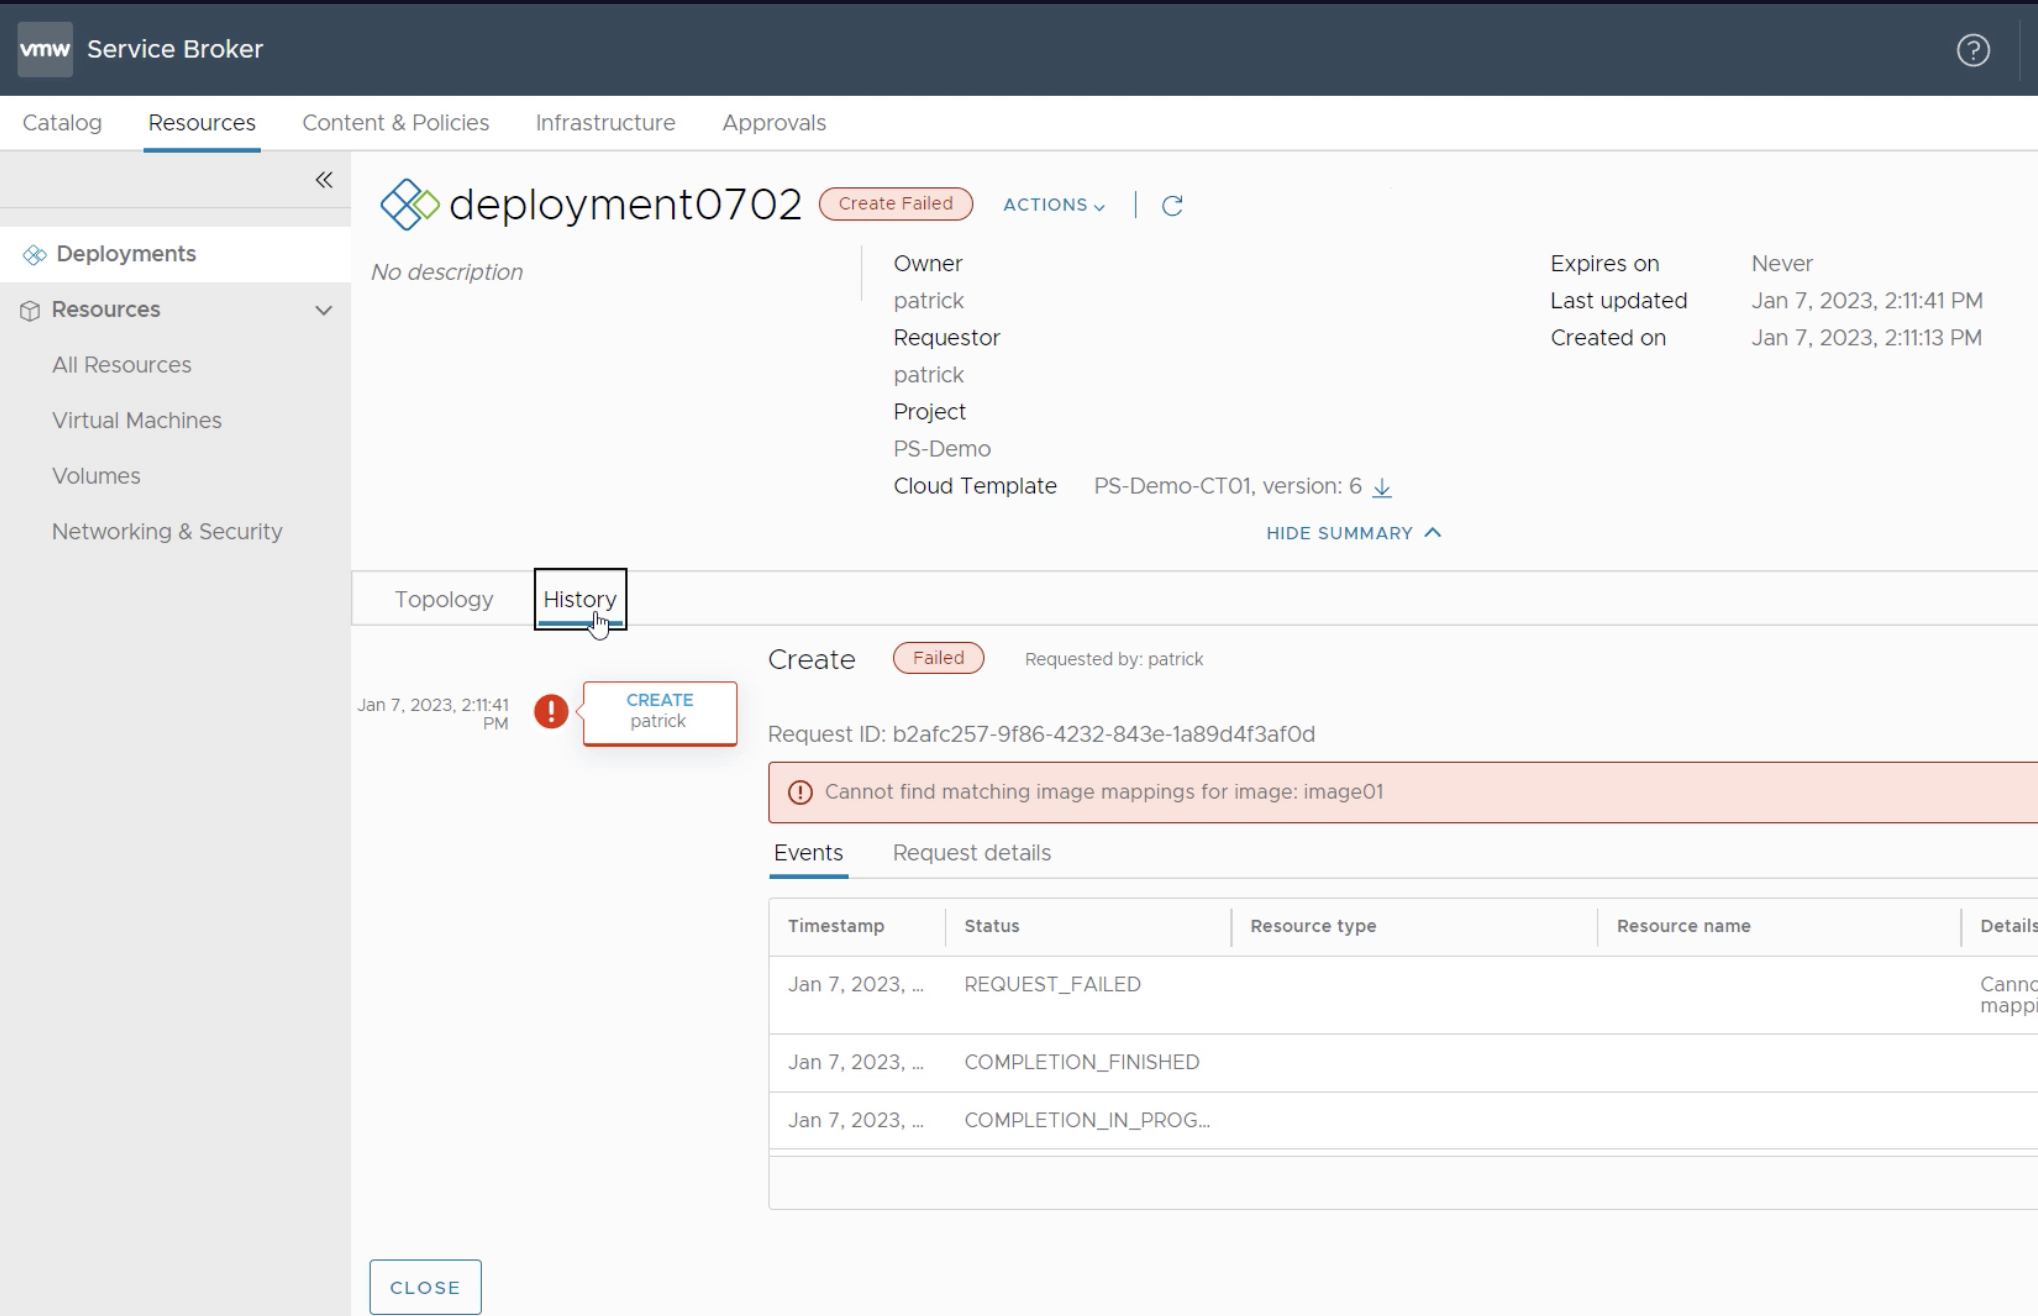 vmw Service Broker
Catalog Resources Content & Policies Infrastructure Approvals
Deployments
Resources
All Resources
Virtual Machines
Volumes
Networking & Security
deployment0702 Create Failed ACTIONS
No description
Owner
patrick
Requestor
patrick
Project
PS-Demo
Cloud Template PS-Demo-CT01, version: 6
Expires on Never
Last updated Jan 7, 2023, 2:11:41 PM
Created on Jan 7, 2023, 2:11:13 PM
HIDE SUMMARY
Topology History
Jan 7, 2023, 2:11:41
PM
CREATE
patrick
Create Failed Requested by: patrick
Request ID: b2afc257-9f86-4232-843e-1a89d4f3af0d
Cannot find matching image mappings for image: image01
Events Request details
Timestamp Status Resource type Resource name Details
Jan 7, 2023, ... REQUEST_FAILED Canno
mappi
Jan 7, 2023, ... COMPLETION_FINISHED
Jan 7, 2023, ... COMPLETION_IN_PROG...
CLOSE